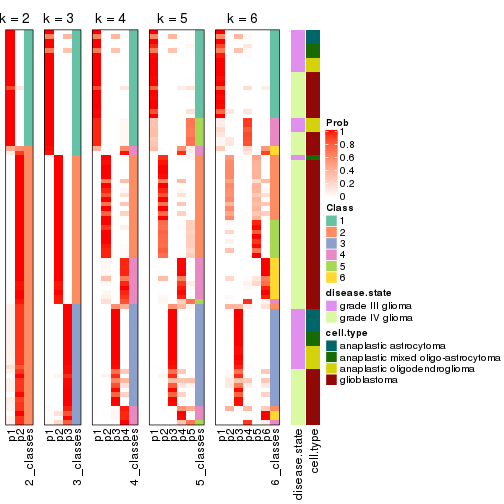 k = 2 k = 3 k = 4 k = 5 k = 6
Prob
1
0.8
0.6
0.4
0.2
0
Class
1
2
3
4
5
6
disease.state
grade III glioma
grade IV glioma
cell.type
anaplastic astrocytoma
anaplastic mixed oligo-astrocytoma
anaplastic oligodendroglioma
glioblastoma
p1
p2
2_classes
p1
p2
p3
3_classes
p1
p2
p3
p4
4_classes
p1
p2
p3
p4
p5
5_classes
p1
p2
p3
p4
p5
p6
6_classes
disease.state
cell.type